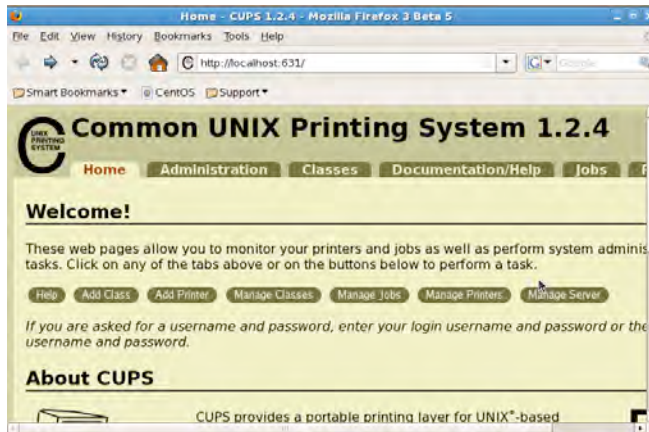 Home - CUPS 1.2.4 - Mozilla Firefox 3 Beta 5
File Edit View History Bookmarks Tools Help
http://localhost:631/
Google
Smart Bookmarks CentOS Support
UNIX PRINTING SYSTEM
Common UNIX Printing System 1.2.4
Home Administration Classes Documentation/Help Jobs
Welcome!
These web pages allow you to monitor your printers and jobs as well as perform system adminis
tasks. Click on any of the tabs above or on the buttons below to perform a task.
Help Add Class Add Printer Manage Classes Manage Jobs Manage Printers Manage Server
If you are asked for a username and password, enter your login username and password or the
username and password.
About CUPS
CUPS provides a portable printing layer for UNIX®-based